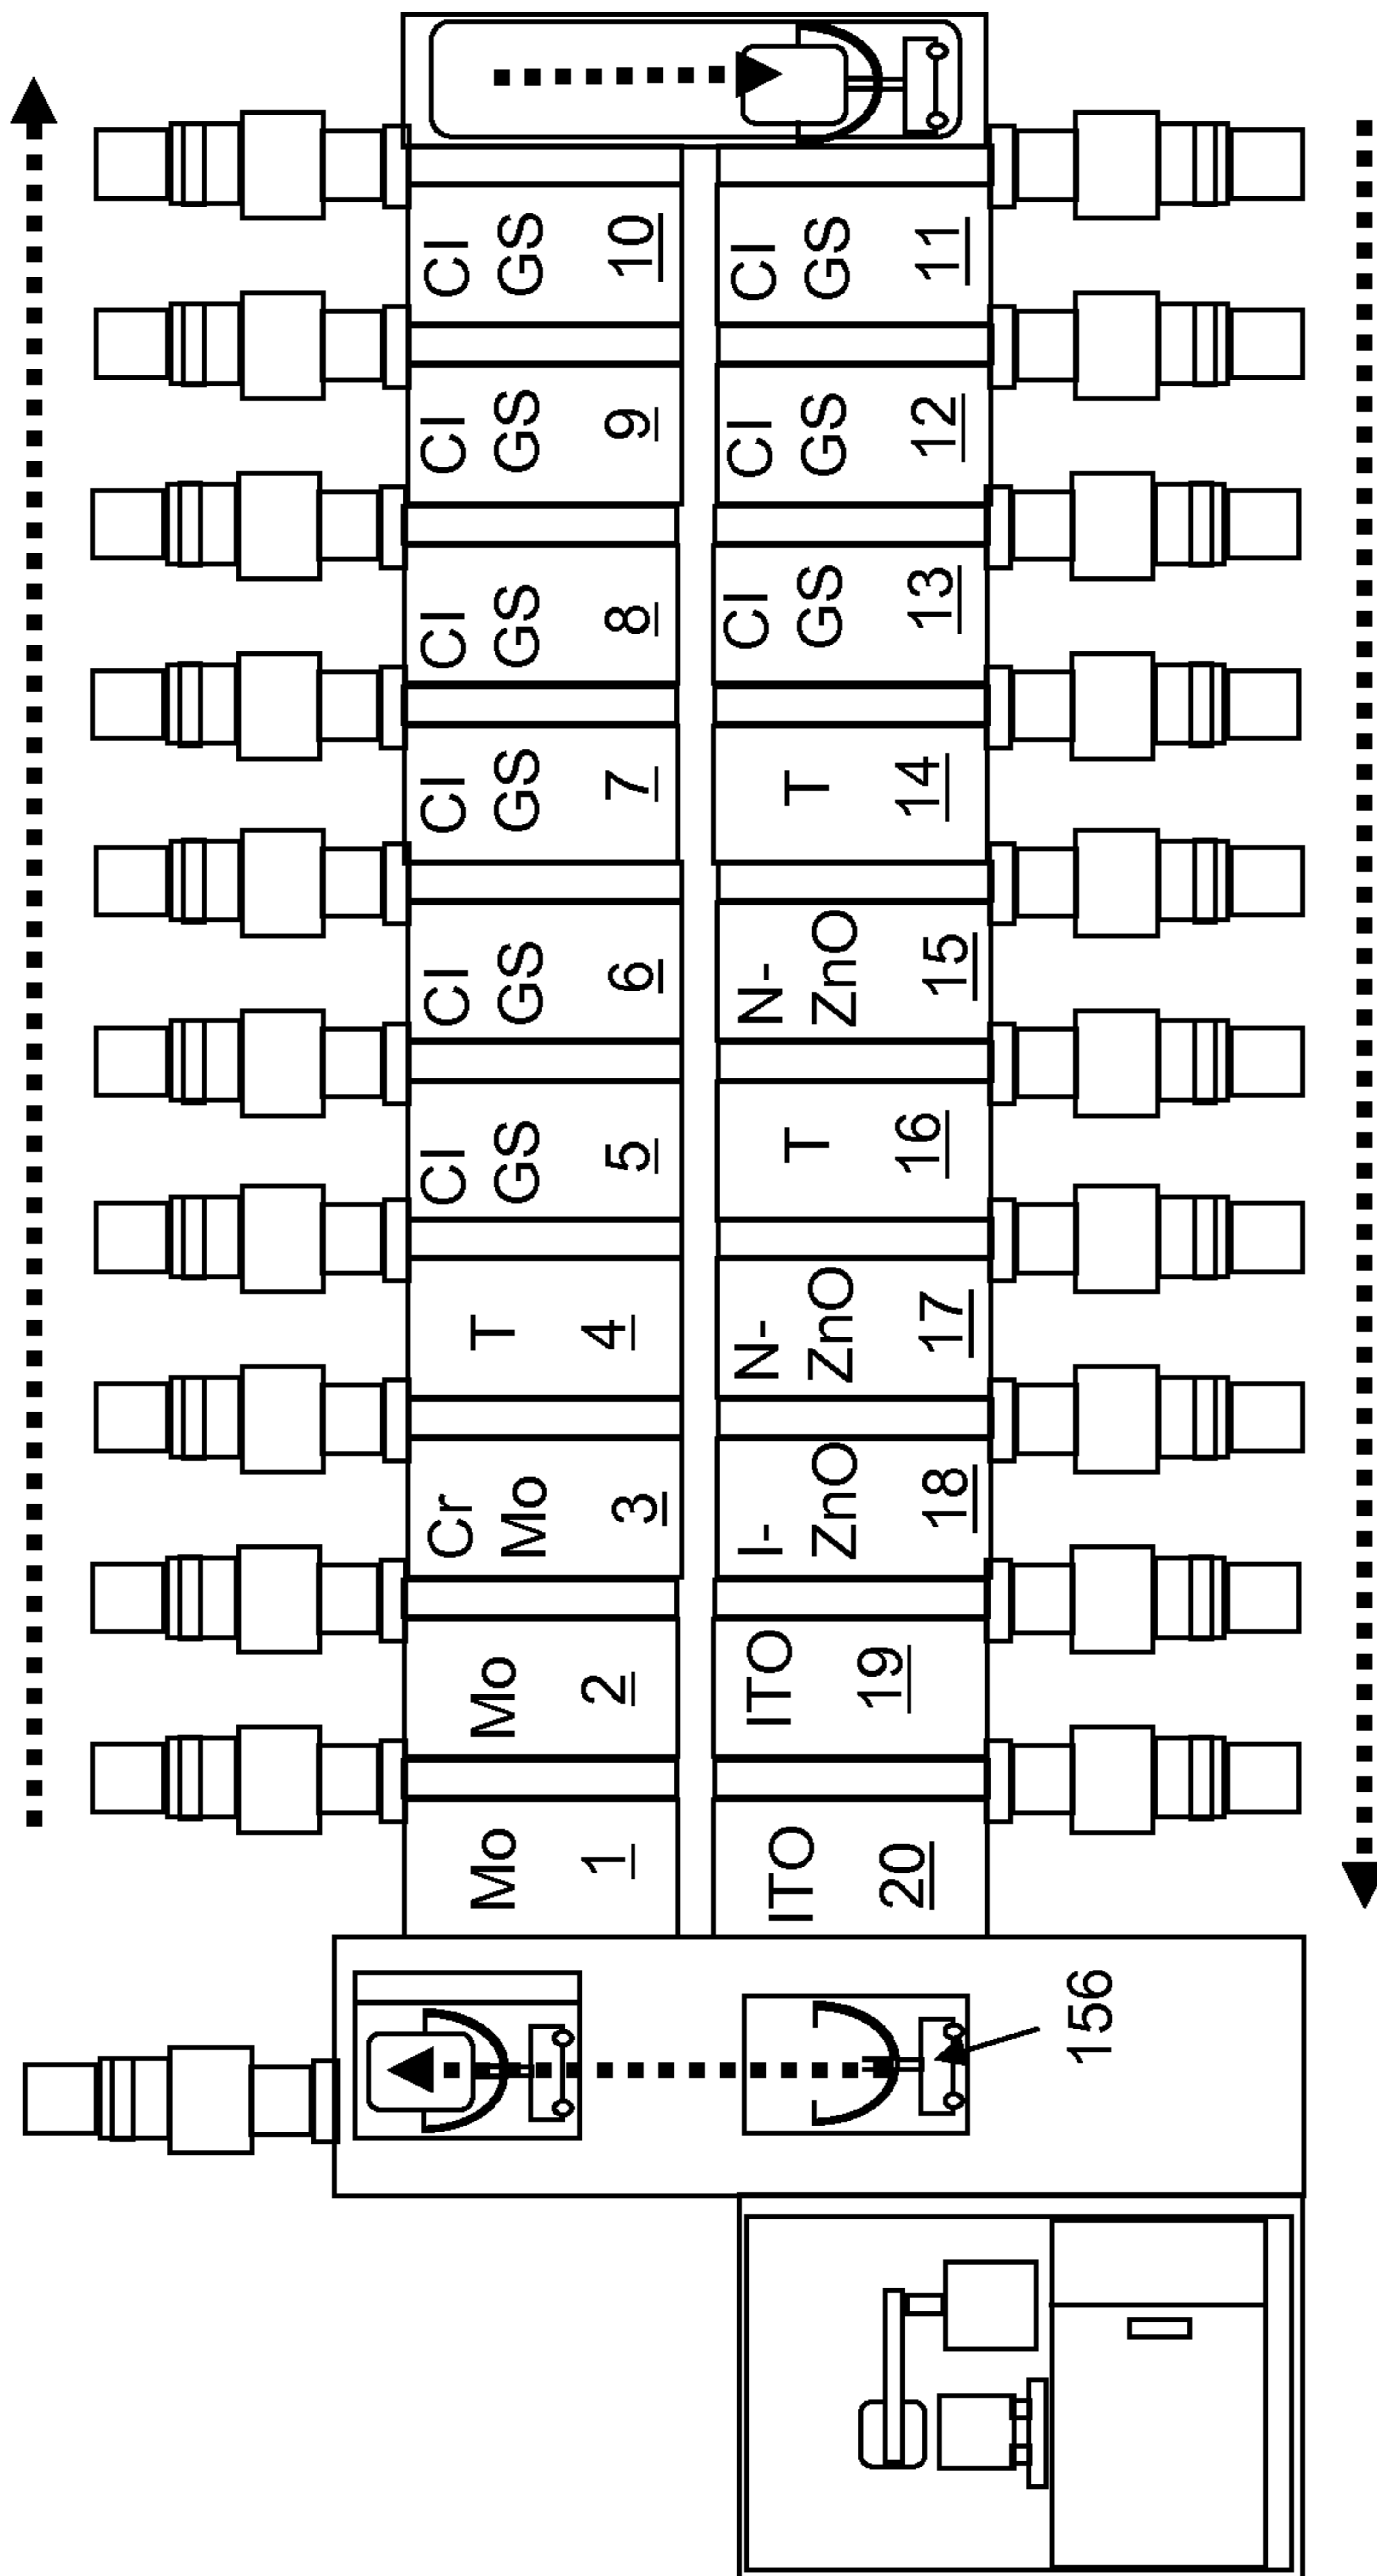 Mo
1
Mo
2
Cr
Mo
3
T
4
CI
GS
5
CI
GS
6
CI
GS
7
CI
GS
8
CI
GS
9
CI
GS
10
ITO
20
ITO
19
I-
ZnO
18
N-
ZnO
17
T
16
N-
ZnO
15
T
14
CI
GS
13
CI
GS
12
CI
GS
11
156